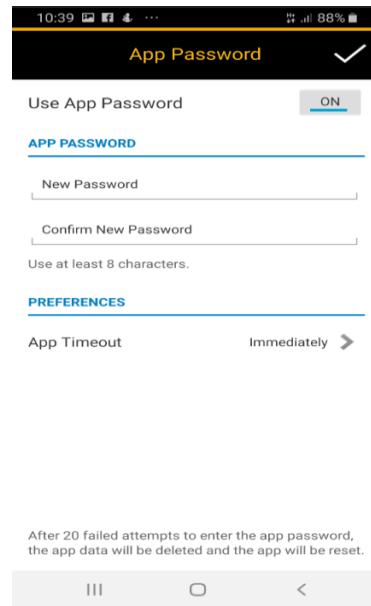 10:39 88%
App Password
Use App Password ON
APP PASSWORD
New Password
Confirm New Password
Use at least 8 characters.
PREFERENCES
App Timeout Immediately
After 20 failed attempts to enter the app password,
the app data will be deleted and the app will be reset.